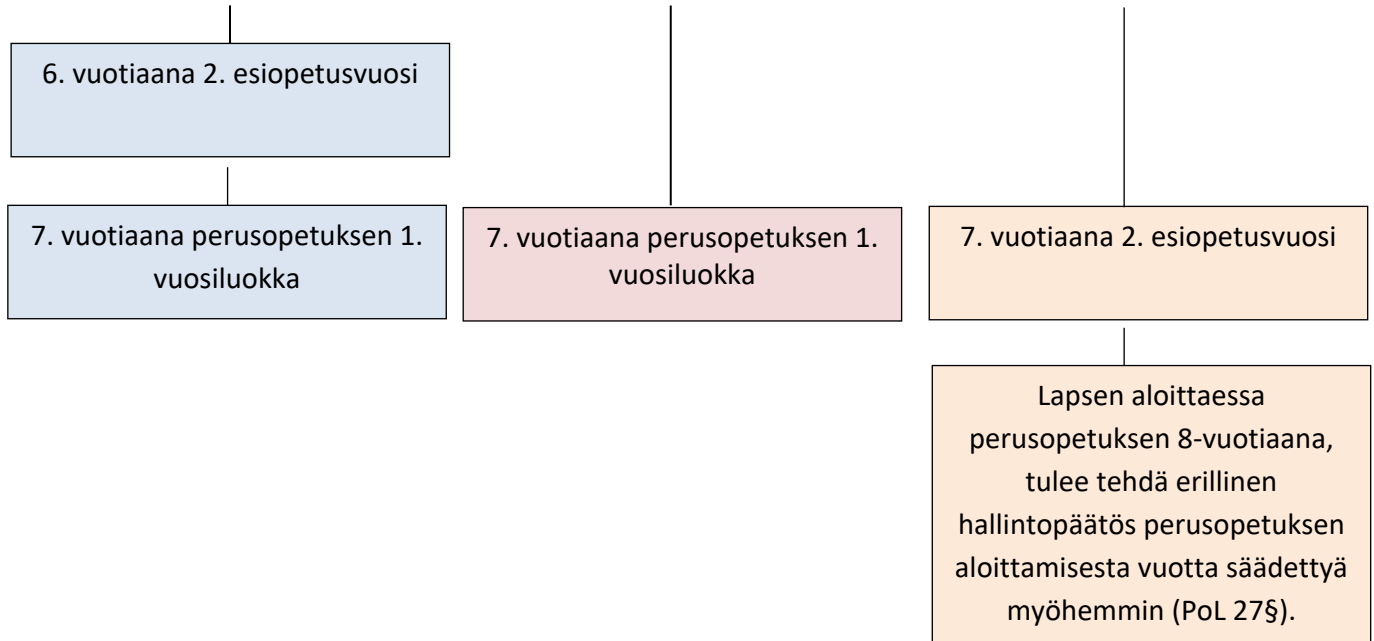 6. vuotiaana 2. esiopetusvuosi
7. vuotiaana perusopetuksen 1.
vuosiluokka
7. vuotiaana perusopetuksen 1.
vuosiluokka
7. vuotiaana 2. esiopetusvuosi
Lapsen aloittaessa
perusopetuksen 8-vuotiaana,
tulee tehdä erillinen
hallintopäätös perusopetuksen
aloittamisesta vuotta säädettyä
myöhemmin (PoL 27§).